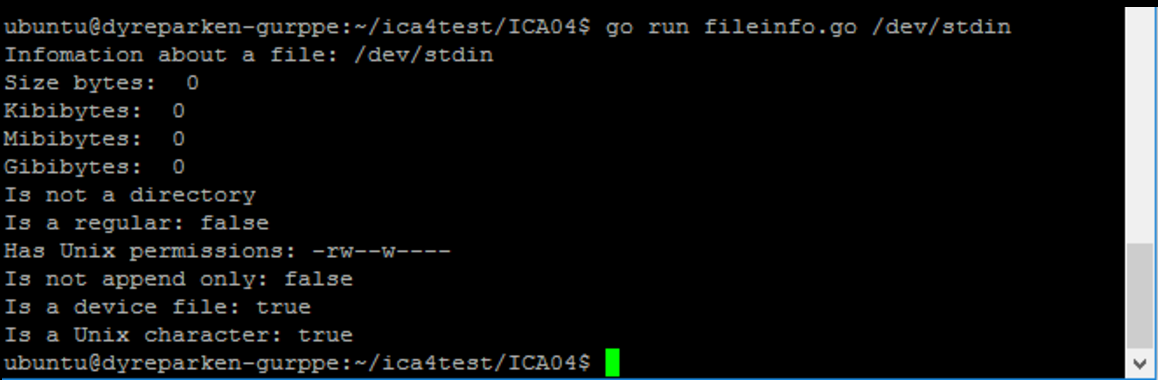 ubuntu@dyreparken-gurppe:~/ica4test/ICA04$ go run fileinfo.go /dev/stdin
Infomation about a file: /dev/stdin
Size bytes:  0
Kibibytes:  0
Mibibytes:  0
Gibibytes:  0
Is not a directory
Is a regular: false
Has Unix permissions: -rw--w----
Is not append only: false
Is a device file: true
Is a Unix character: true
ubuntu@dyreparken-gurppe:~/ica4test/ICA04$